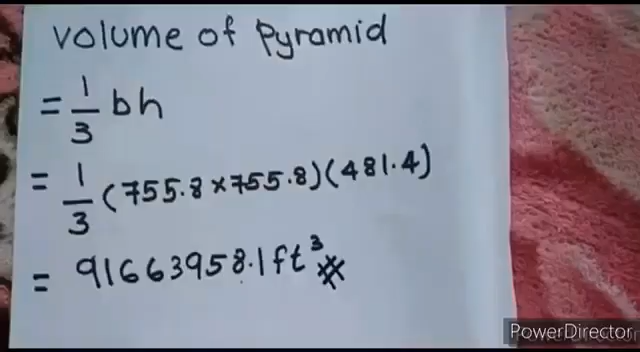 volume of pyramid
= 1/3 bh
= 1/3 (755.8 × 755.8)(481.4)
= 91663958.1 ft³ ※
PowerDirector